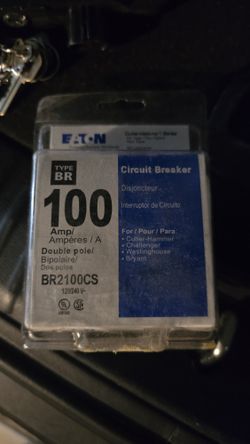 EATON
TYPE
BR
100
Amp/
Ampères / A
Double pole/
Bipolaire/
Dos polos
BR2100CS
120/240 V~
Circuit Breaker
Disjoncteur
Interruptor de Circuito
For / Pour / Para
• Cutler-Hammer
• Challenger
• Westinghouse
• Bryant